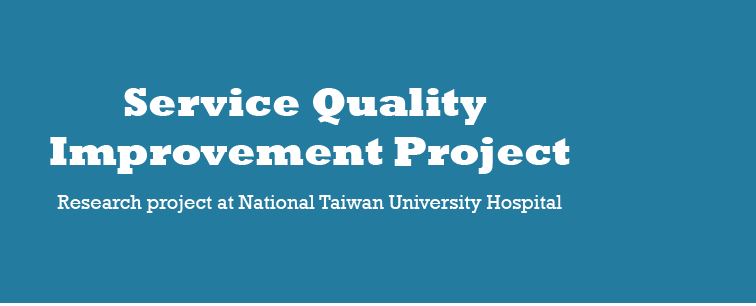 Service Quality
Improvement Project
Research project at National Taiwan University Hospital